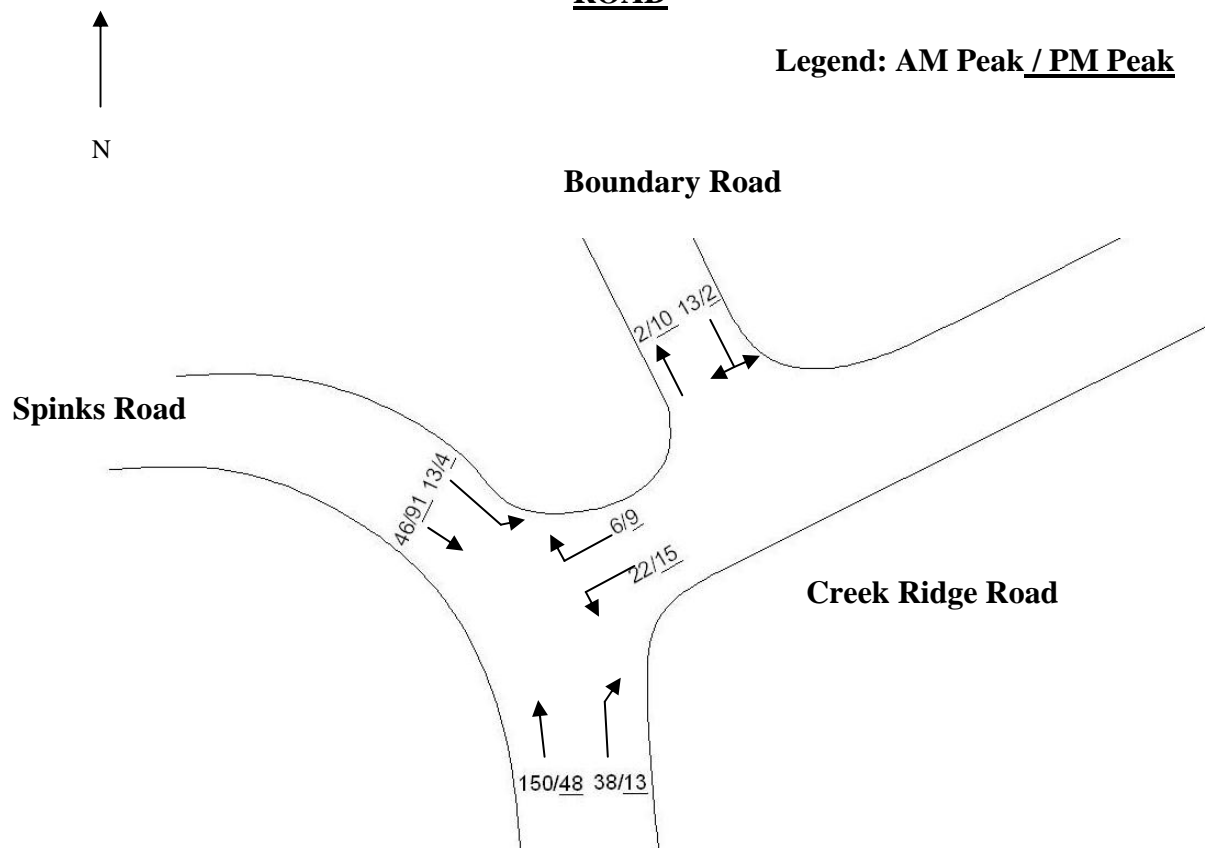 ROAD
Legend: AM Peak / PM Peak
N
Boundary Road
2/10 13/2
Spinks Road
46/91 13/4
6/9
22/15
Creek Ridge Road
150/48 38/13